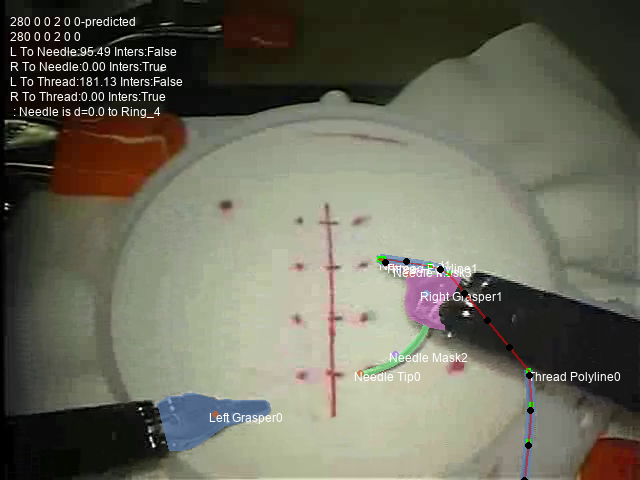 280 0 0 2 0 0-predicted
280 0 0 2 0 0
L To Needle:95.49 Inters:False
R To Needle:0.00 Inters:True
L To Thread:181.13 Inters:False
R To Thread:0.00 Inters:True
: Needle is d=0.0 to Ring_4
Thread Polyline1
Needle Mask3
Right Grasper1
Needle Mask2
Needle Tip0
Thread Polyline0
Left Grasper0